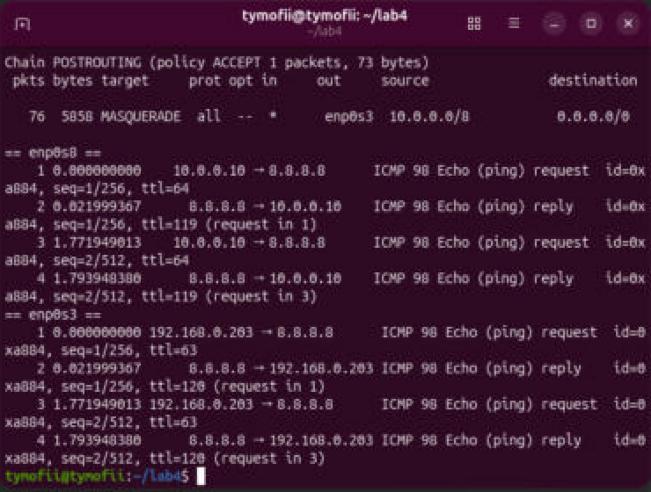 tymofii@tymofii: ~/lab4
~/lab4
Chain POSTROUTING (policy ACCEPT 1 packets, 73 bytes)
pkts bytes target prot opt in out source destination
76 5858 MASQUERADE all -- * enp0s3 10.0.0.0/8 0.0.0.0/0
== enp0s8 ==
1 0.000000000 10.0.0.10 → 8.8.8.8 ICMP 98 Echo (ping) request id=0x
a884, seq=1/256, ttl=64
2 0.021999367 8.8.8.8 → 10.0.0.10 ICMP 98 Echo (ping) reply id=0x
a884, seq=1/256, ttl=119 (request in 1)
3 1.771949013 10.0.0.10 → 8.8.8.8 ICMP 98 Echo (ping) request id=0x
a884, seq=2/512, ttl=64
4 1.793948380 8.8.8.8 → 10.0.0.10 ICMP 98 Echo (ping) reply id=0x
a884, seq=2/512, ttl=119 (request in 3)
== enp0s3 ==
1 0.000000000 192.168.0.203 → 8.8.8.8 ICMP 98 Echo (ping) request id=0
xa884, seq=1/256, ttl=63
2 0.021999367 8.8.8.8 → 192.168.0.203 ICMP 98 Echo (ping) reply id=0
xa884, seq=1/256, ttl=120 (request in 1)
3 1.771949013 192.168.0.203 → 8.8.8.8 ICMP 98 Echo (ping) request id=0
xa884, seq=2/512, ttl=63
4 1.793948380 8.8.8.8 → 192.168.0.203 ICMP 98 Echo (ping) reply id=0
xa884, seq=2/512, ttl=120 (request in 3)
tymofii@tymofii:~/lab4$